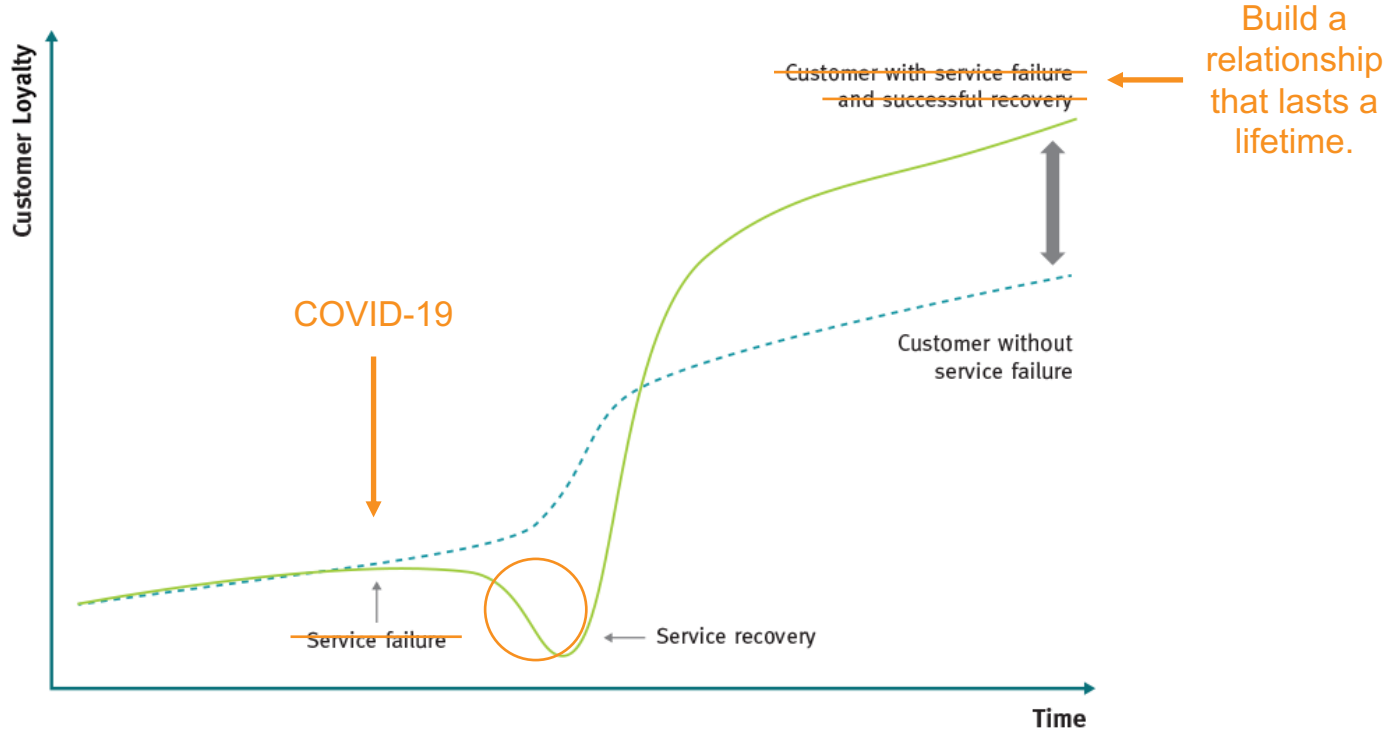 Build a
relationship
that lasts a
lifetime.
Customer with service failure
and successful recovery
Customer Loyalty
COVID-19
Customer without
service failure
Service failure
Service recovery
Time